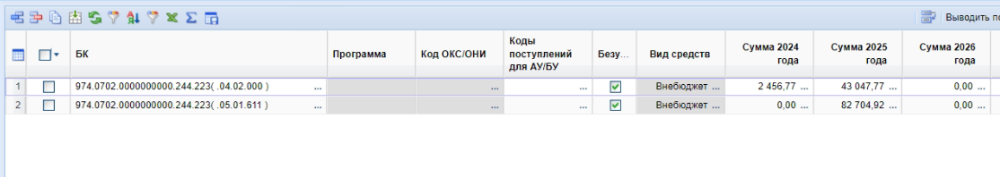 Выводить
БК
Программа
Код ОКС/ОНИ
Коды
поступлений
для АУ/БУ
Безу...
Вид средств
Сумма 2024
года
Сумма 2025
года
Сумма 2026
года
1 974.0702.0000000000.244.223( .04.02.000 ) ... ... ... Внебюджет ... 2 456,77 ... 43 047,77 ... 0,00 ...
2 974.0702.0000000000.244.223( .05.01.611 ) ... ... ... Внебюджет ... 0,00 ... 82 704,92 ... 0,00 ...